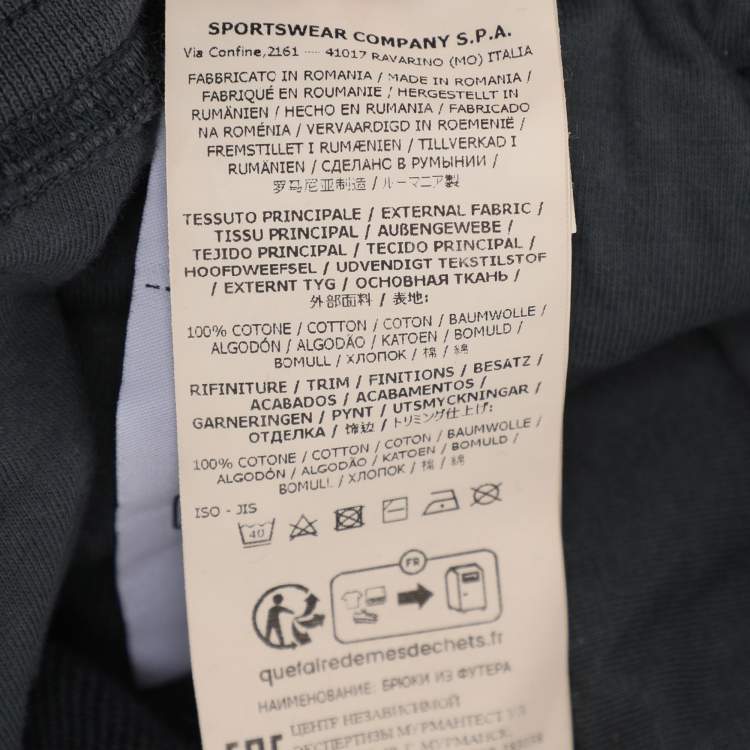 SPORTSWEAR COMPANY S.P.A.
Via Confine,2161 ---- 41017 RAVARINO (MO) ITALIA
FABBRICATO IN ROMANIA / MADE IN ROMANIA /
FABRIQUÉ EN ROUMANIE / HERGESTELLT IN
RUMÄNIEN / HECHO EN RUMANIA / FABRICADO
NA ROMÉNIA / VERVAARDIGD IN ROEMENIË /
FREMSTILLET I RUMÆNIEN / TILLVERKAD I
RUMÄNIEN / СДЕЛАНО В РУМЫНИИ /
罗马尼亚制造 / ルーマニア製
TESSUTO PRINCIPALE / EXTERNAL FABRIC /
TISSU PRINCIPAL / AUßENGEWEBE /
TEJIDO PRINCIPAL / TECIDO PRINCIPAL /
HOOFDWEEFSEL / UDVENDIGT TEKSTILSTOF
/ EXTERNT TYG / ОСНОВНАЯ ТКАНЬ /
外部面料 / 表地:
100% COTONE / COTTON / COTON / BAUMWOLLE /
ALGODÓN / ALGODÃO / KATOEN / BOMULD /
BOMULL / ХЛОПОК / 棉 / 綿
RIFINITURE / TRIM / FINITIONS / BESATZ /
ACABADOS / ACABAMENTOS /
GARNERINGEN / PYNT / UTSMYCKNINGAR /
ОТДЕЛКА / 饰边 / トリミング仕上げ:
100% COTONE / COTTON / COTON / BAUMWOLLE /
ALGODÓN / ALGODÃO / KATOEN / BOMULD /
BOMULL / ХЛОПОК / 棉 / 綿
ISO - JIS
40
FR
quefairedemesdechets.fr
НАИМЕНОВАНИЕ: БРЮКИ ИЗ ФУТЕРА
ЦЕНТР НЕЗАВИСИМОЙ
ЭКСПЕРТИЗЫ МУРМАНТЕСТ УЛ